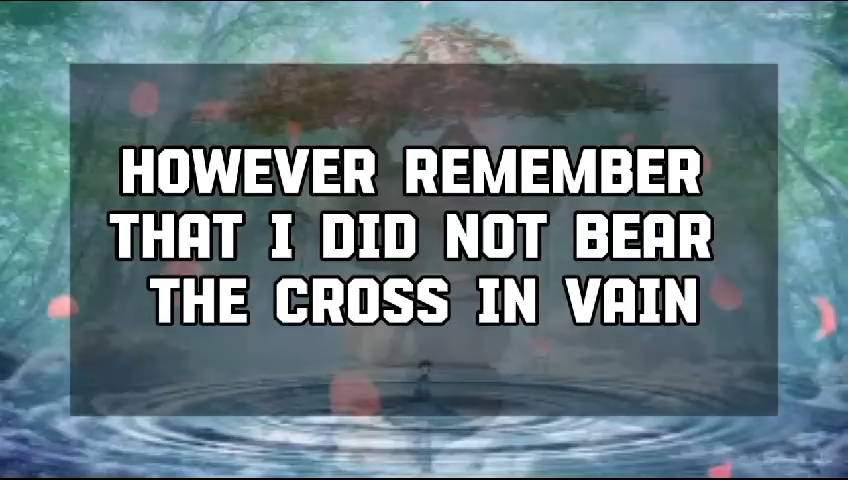 HOWEVER REMEMBER
THAT I DID NOT BEAR
THE CROSS IN VAIN